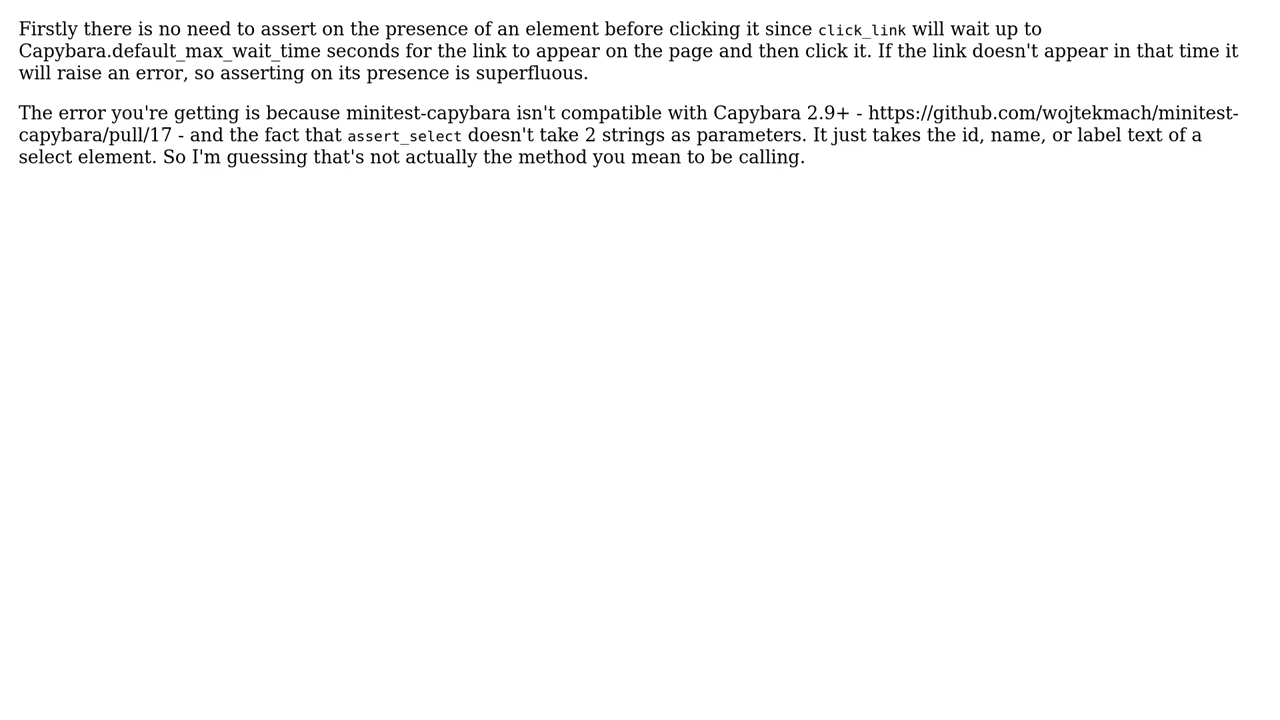 Firstly there is no need to assert on the presence of an element before clicking it since click_link will wait up to
Capybara.default_max_wait_time seconds for the link to appear on the page and then click it. If the link doesn't appear in that time it
will raise an error, so asserting on its presence is superfluous.
The error you're getting is because minitest-capybara isn't compatible with Capybara 2.9+ - https://github.com/wojtekmach/minitest-
capybara/pull/17 - and the fact that assert_select doesn't take 2 strings as parameters. It just takes the id, name, or label text of a
select element. So I'm guessing that's not actually the method you mean to be calling.